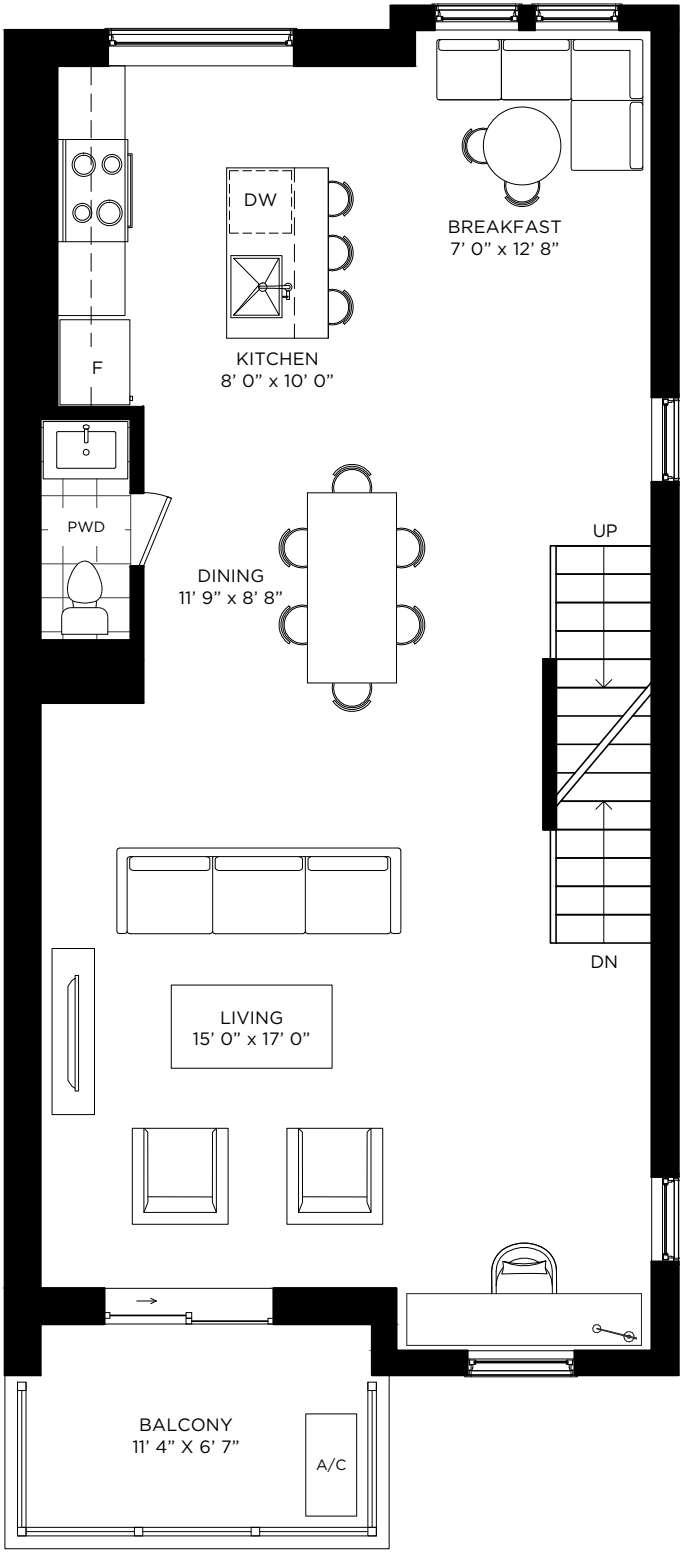 DW
BREAKFAST
7’ 0” x 12’ 8”
F
KITCHEN
8’ 0” x 10’ 0”
PWD
UP
DINING
11’ 9” x 8’ 8”
DN
LIVING
15’ 0” x 17’ 0”
BALCONY
11’ 4” X 6’ 7”
A/C